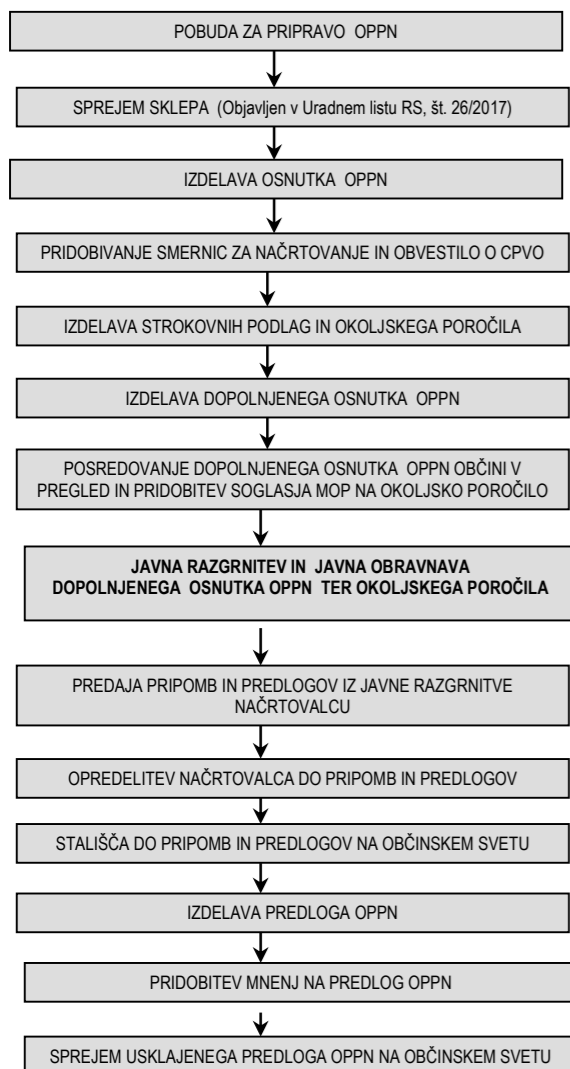 POBUDA ZA PRIPRAVO OPPN
SPREJEM SKLEPA (Objavljen v Uradnem listu RS, št. 26/2017)
IZDELAVA OSNUTKA OPPN
PRIDOBIVANJE SMERNIC ZA NAČRTOVANJE IN OBVESTILO O CPVO
IZDELAVA STROKOVNIH PODLAG IN OKOLJSKEGA POROČILA
IZDELAVA DOPOLNJENEGA OSNUTKA OPPN
POSREDOVANJE DOPOLNJENEGA OSNUTKA OPPN OBČINI V
PREGLED IN PRIDOBITEV SOGLASJA MOP NA OKOLJSKO POROČILO
JAVNA RAZGRNITEV IN JAVNA OBRAVNAVA
DOPOLNJENEGA OSNUTKA OPPN TER OKOLJSKEGA POROČILA
PREDAJA PRIPOMB IN PREDLOGOV IZ JAVNE RAZGRNITVE
NAČRTOVALCU
OPREDELITEV NAČRTOVALCA DO PRIPOMB IN PREDLOGOV
STALIŠČA DO PRIPOMB IN PREDLOGOV NA OBČINSKEM SVETU
IZDELAVA PREDLOGA OPPN
PRIDOBITEV MNENJ NA PREDLOG OPPN
SPREJEM USKLAJENEGA PREDLOGA OPPN NA OBČINSKEM SVETU